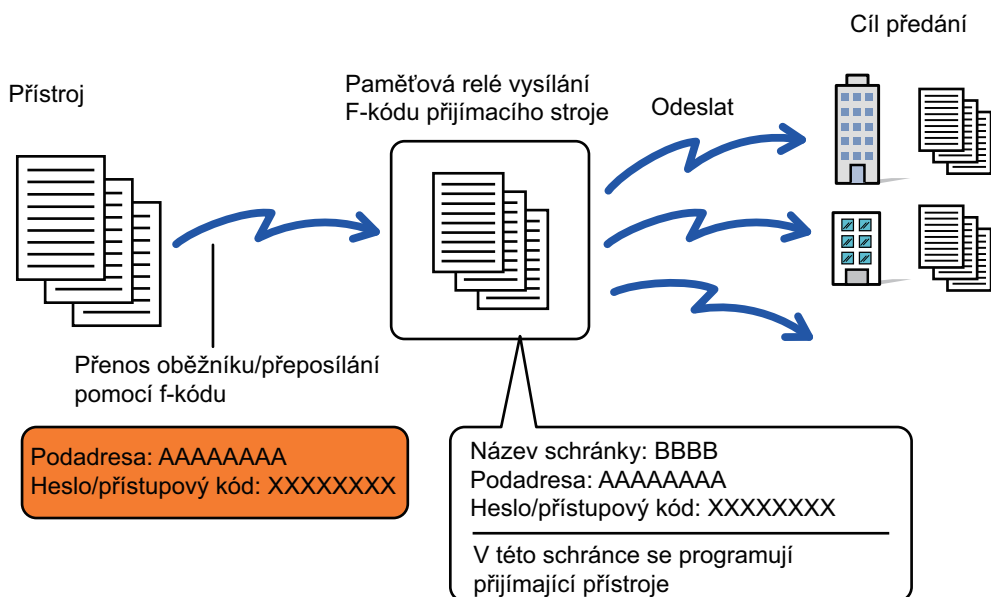 Cíl předání
Přístroj
Paměťová relé vysílání
F-kódu přijímacího stroje
Odeslat
Přenos oběžníku/přeposílání
pomocí f-kódu
Podadresa: AAAAAAAA
Heslo/přístupový kód: XXXXXXXX
Název schránky: BBBB
Podadresa: AAAAAAAA
Heslo/přístupový kód: XXXXXXXX
V této schránce se programují
přijímající přístroje